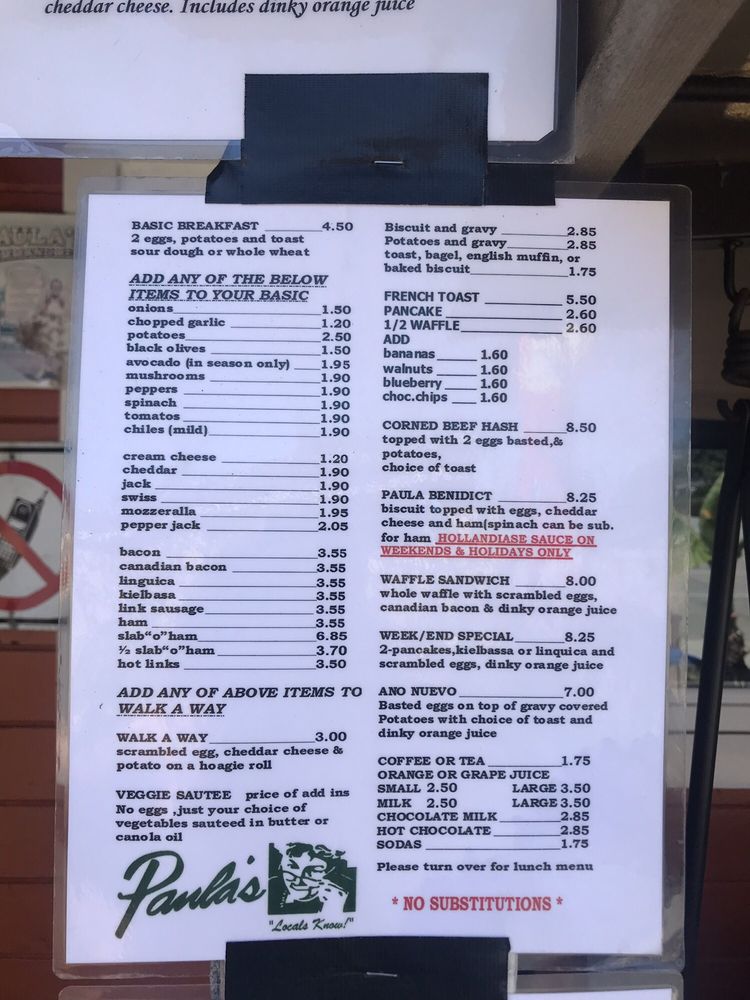 cheddar cheese. Includes dinky orange juice
BASIC BREAKFAST 4.50
2 eggs, potatoes and toast
sour dough or whole wheat
ADD ANY OF THE BELOW
ITEMS TO YOUR BASIC
onions 1.50
chopped garlic 1.20
potatoes 2.50
black olives 1.50
avocado (in season only) 1.95
mushrooms 1.90
peppers 1.90
spinach 1.90
tomatos 1.90
chiles (mild) 1.90
cream cheese 1.20
cheddar 1.90
jack 1.90
swiss 1.90
mozzeralla 1.95
pepper jack 2.05
bacon 3.55
canadian bacon 3.55
linguica 3.55
kielbasa 3.55
link sausage 3.55
ham 3.55
slab“o”ham 6.85
½ slab“o”ham 3.70
hot links 3.50
ADD ANY OF ABOVE ITEMS TO
WALK A WAY
WALK A WAY 3.00
scrambled egg, cheddar cheese &
potato on a hoagie roll
VEGGIE SAUTEE price of add ins
No eggs ,just your choice of
vegetables sauteed in butter or
canola oil
Paula's
"Locals Know!"
Biscuit and gravy 2.85
Potatoes and gravy 2.85
toast, bagel, english muffin, or
baked biscuit 1.75
FRENCH TOAST 5.50
PANCAKE 2.60
1/2 WAFFLE 2.60
ADD
bananas 1.60
walnuts 1.60
blueberry 1.60
choc.chips 1.60
CORNED BEEF HASH 8.50
topped with 2 eggs basted,&
potatoes,
choice of toast
PAULA BENIDICT 8.25
biscuit topped with eggs, cheddar
cheese and ham(spinach can be sub.
for ham HOLLANDIASE SAUCE ON
WEEKENDS & HOLIDAYS ONLY
WAFFLE SANDWICH 8.00
whole waffle with scrambled eggs,
canadian bacon & dinky orange juice
WEEK/END SPECIAL 8.25
2-pancakes,kielbassa or linquica and
scrambled eggs, dinky orange juice
ANO NUEVO 7.00
Basted eggs on top of gravy covered
Potatoes with choice of toast and
dinky orange juice
COFFEE OR TEA 1.75
ORANGE OR GRAPE JUICE
SMALL 2.50 LARGE 3.50
MILK 2.50 LARGE 3.50
CHOCOLATE MILK 2.85
HOT CHOCOLATE 2.85
SODAS 1.75
Please turn over for lunch menu
* NO SUBSTITUTIONS *